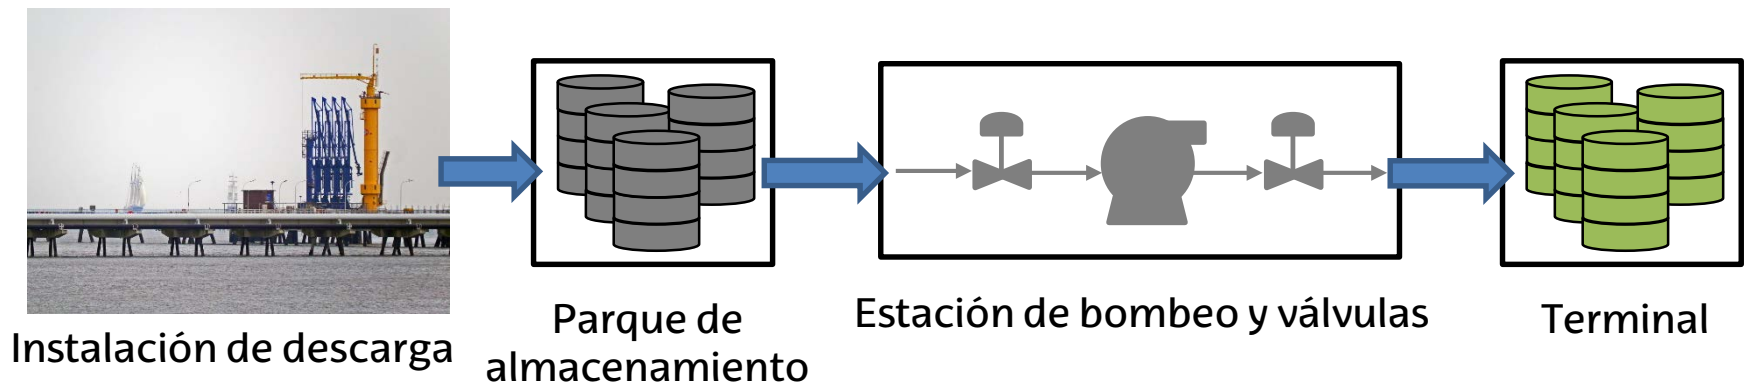 Instalación de descarga
Parque de
almacenamiento
Estación de bombeo y válvulas
Terminal